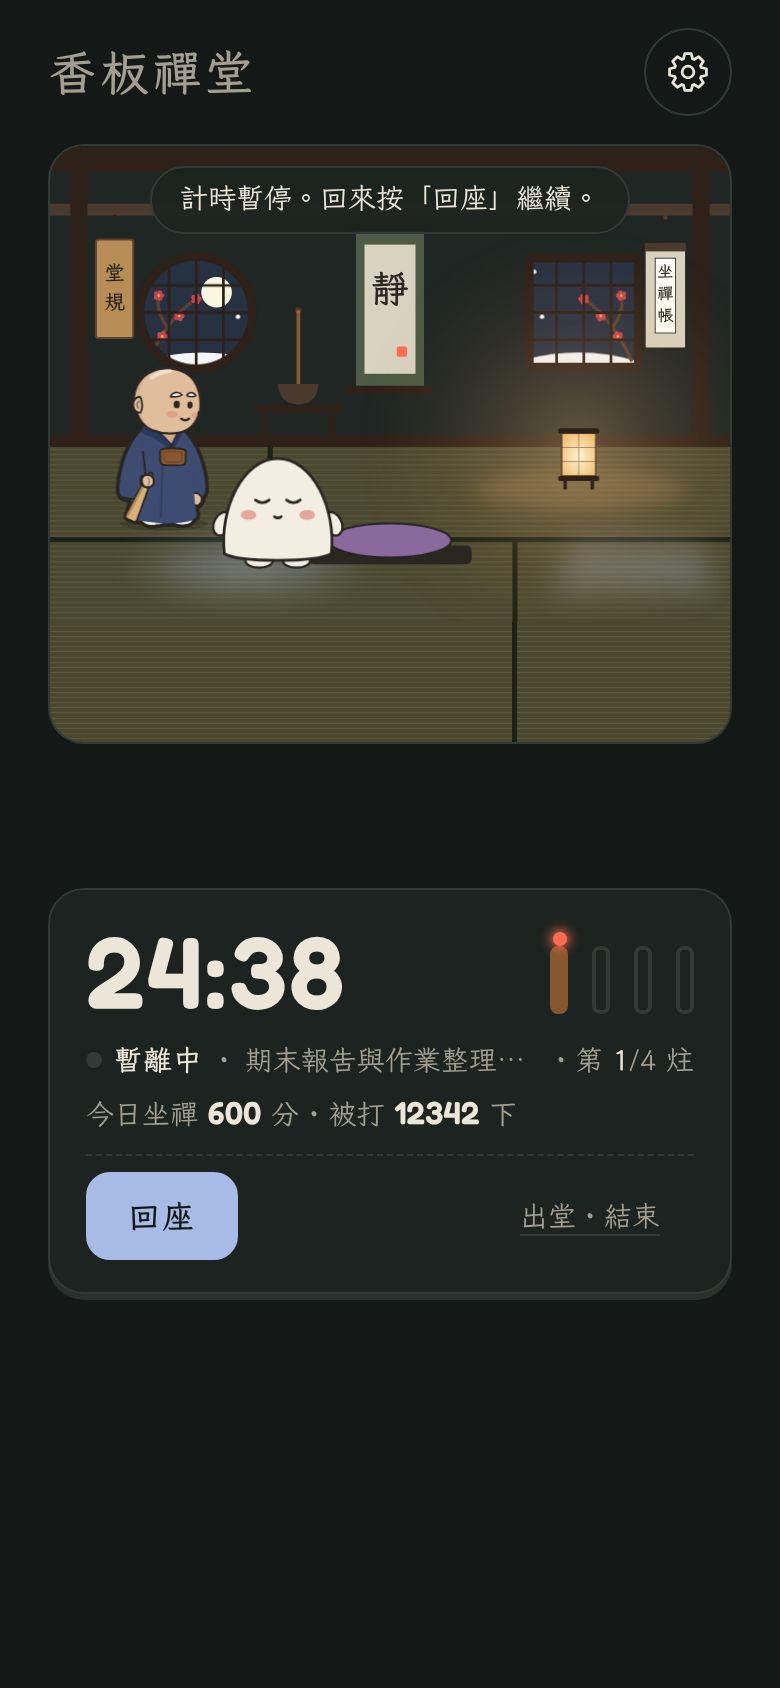 香板禪堂
計時暫停。回來按「回座」繼續。
堂規
靜
坐禪帳
24:38
暫離中 · 期末報告與作業整理… · 第 1/4 炷
今日坐禪 600 分 · 被打 12342 下
回座
出堂 · 結束